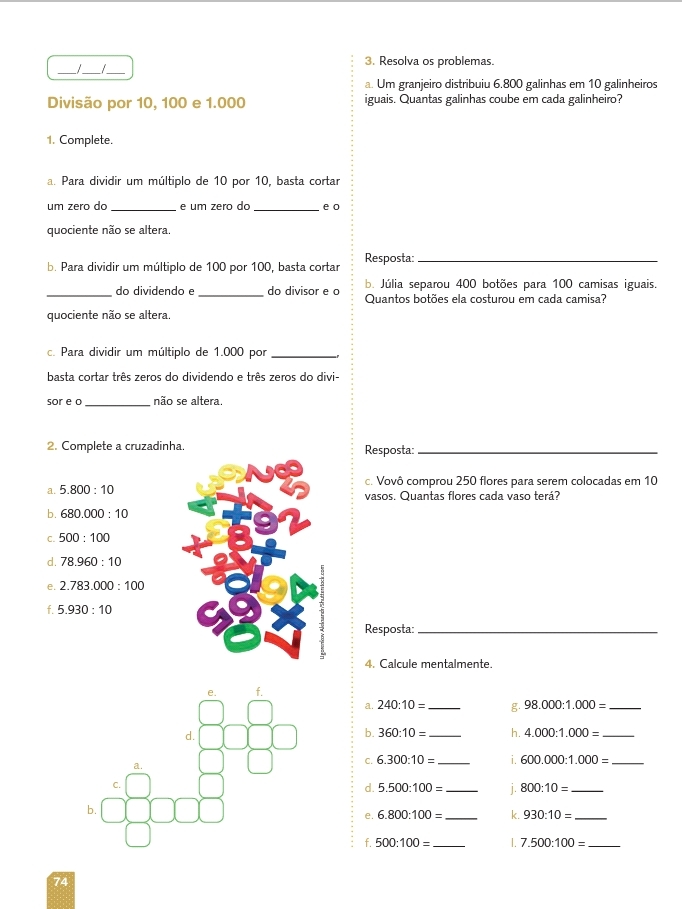 ___/___/___
Divisão por 10, 100 e 1.000
1. Complete.
a. Para dividir um múltiplo de 10 por 10, basta cortar
um zero do __________ e um zero do __________ e o
quociente não se altera.
b. Para dividir um múltiplo de 100 por 100, basta cortar
__________ do dividendo e __________ do divisor e o
quociente não se altera.
c. Para dividir um múltiplo de 1.000 por __________,
basta cortar três zeros do dividendo e três zeros do divi-
sor e o __________ não se altera.
2. Complete a cruzadinha.
a. 5.800 : 10
b. 680.000 : 10
c. 500 : 100
d. 78.960 : 10
e. 2.783.000 : 100
f. 5.930 : 10
e. f.
d.
a.
c.
b.
74
3. Resolva os problemas.
a. Um granjeiro distribuiu 6.800 galinhas em 10 galinheiros
iguais. Quantas galinhas coube em cada galinheiro?
Resposta: ____________________
b. Júlia separou 400 botões para 100 camisas iguais.
Quantos botões ela costurou em cada camisa?
Resposta: ____________________
c. Vovô comprou 250 flores para serem colocadas em 10
vasos. Quantas flores cada vaso terá?
Resposta: ____________________
4. Calcule mentalmente.
a. 240:10 = _____
b. 360:10 = _____
c. 6.300:10 = _____
d. 5.500:100 = _____
e. 6.800:100 = _____
f. 500:100 = _____
g. 98.000:1.000 = _____
h. 4.000:1.000 = _____
i. 600.000:1.000 = _____
j. 800:10 = _____
k. 930:10 = _____
l. 7.500:100 = _____